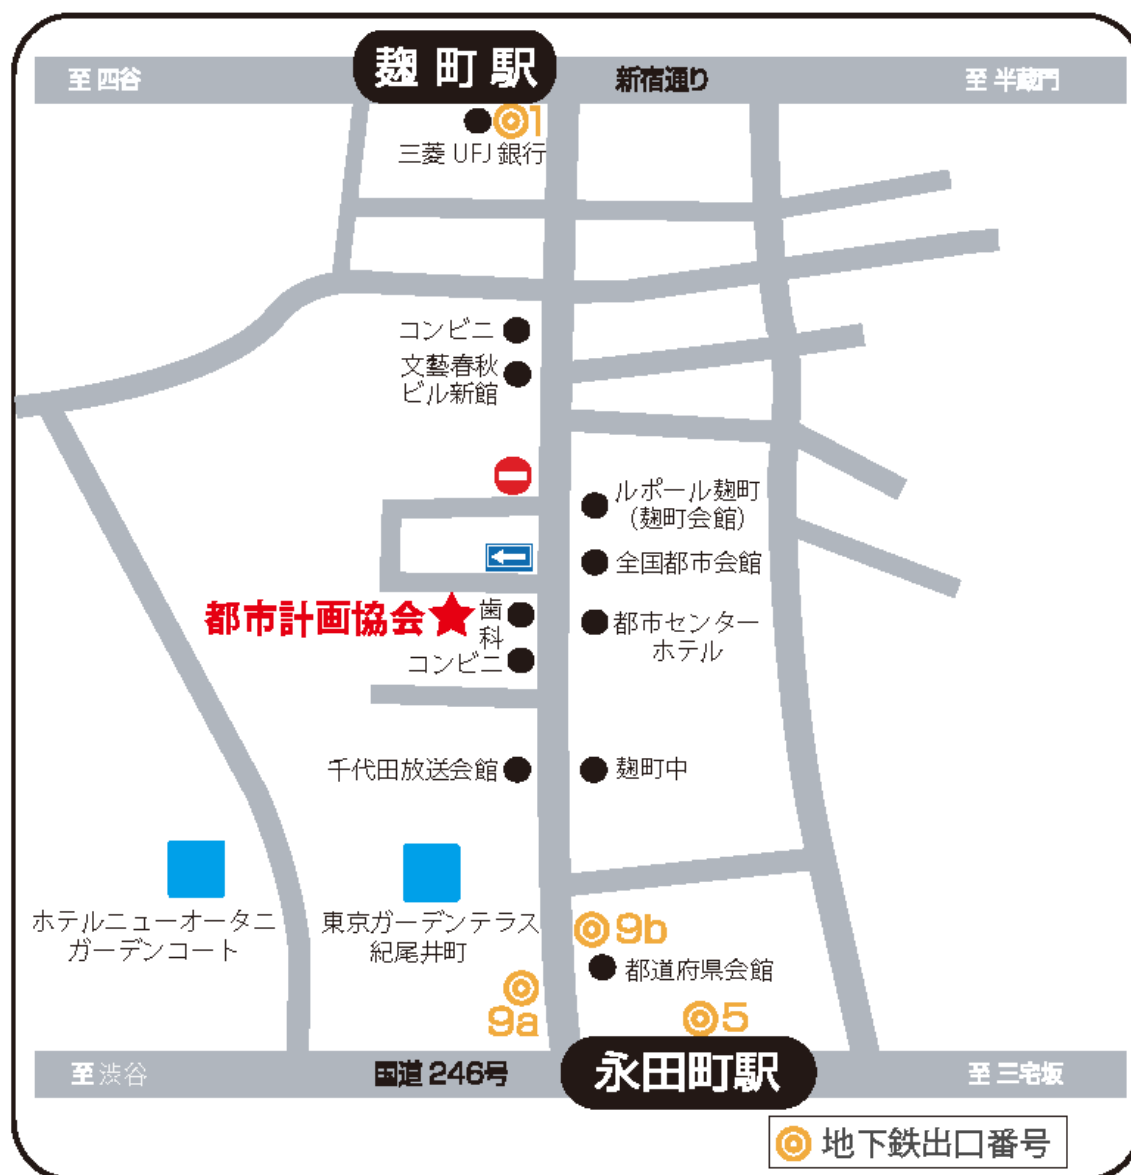 麹町駅
至 四谷
新宿通り
至 半蔵門
1
三菱 UFJ 銀行
コンビニ
文藝春秋
ビル新館
ルポール麹町
(麹町会館)
全国都市会館
都市計画協会
歯
科
都市センター
ホテル
コンビニ
千代田放送会館
麹町中
ホテルニューオータニ
ガーデンコート
東京ガーデンテラス
紀尾井町
9b
都道府県会館
9a
5
至 渋谷
国道 246号
永田町駅
至 三宅坂
地下鉄出口番号